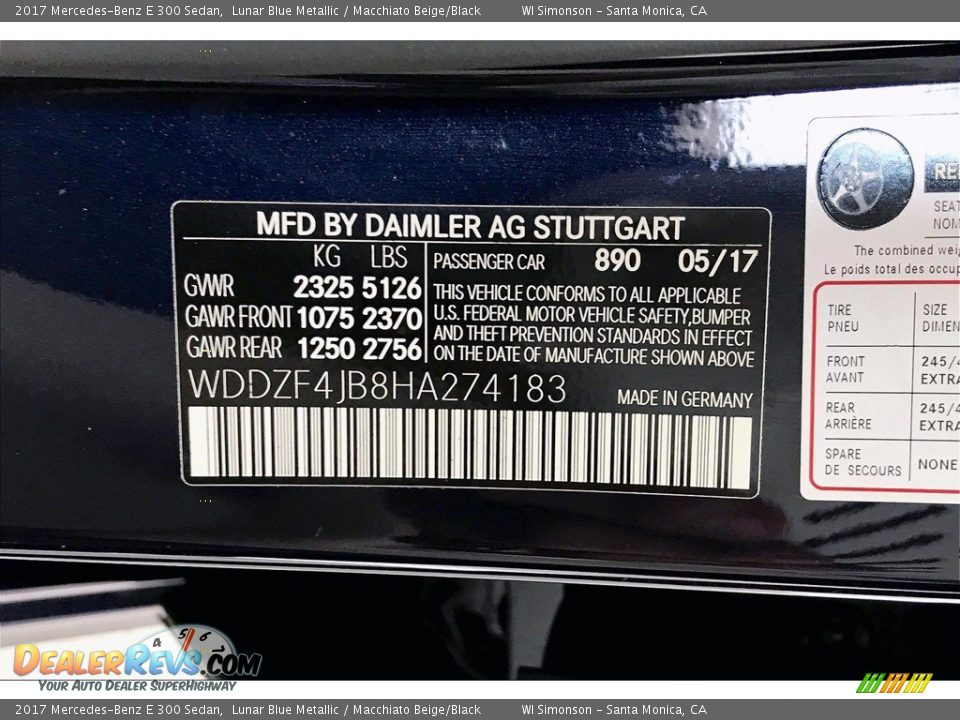 2017 Mercedes-Benz E 300 Sedan, Lunar Blue Metallic / Macchiato Beige/Black WI Simonson - Santa Monica, CA
MFD BY DAIMLER AG STUTTGART
KG LBS
GWR 2325 5126
GAWR FRONT 1075 2370
GAWR REAR 1250 2756
PASSENGER CAR 890 05/17
THIS VEHICLE CONFORMS TO ALL APPLICABLE
U.S. FEDERAL MOTOR VEHICLE SAFETY, BUMPER
AND THEFT PREVENTION STANDARDS IN EFFECT
ON THE DATE OF MANUFACTURE SHOWN ABOVE
WDDZF4JB8HA274183
MADE IN GERMANY
The combined
Le poids total des
TIRE SIZE
PNEU
FRONT
AVANT
REAR
ARRIÈRE
SPARE NONE
DE SECOURS
4 5 6
DEALERREVS.COM
YOUR AUTO DEALER SUPERHIGHWAY
2017 Mercedes-Benz E 300 Sedan, Lunar Blue Metallic / Macchiato Beige/Black WI Simonson - Santa Monica, CA